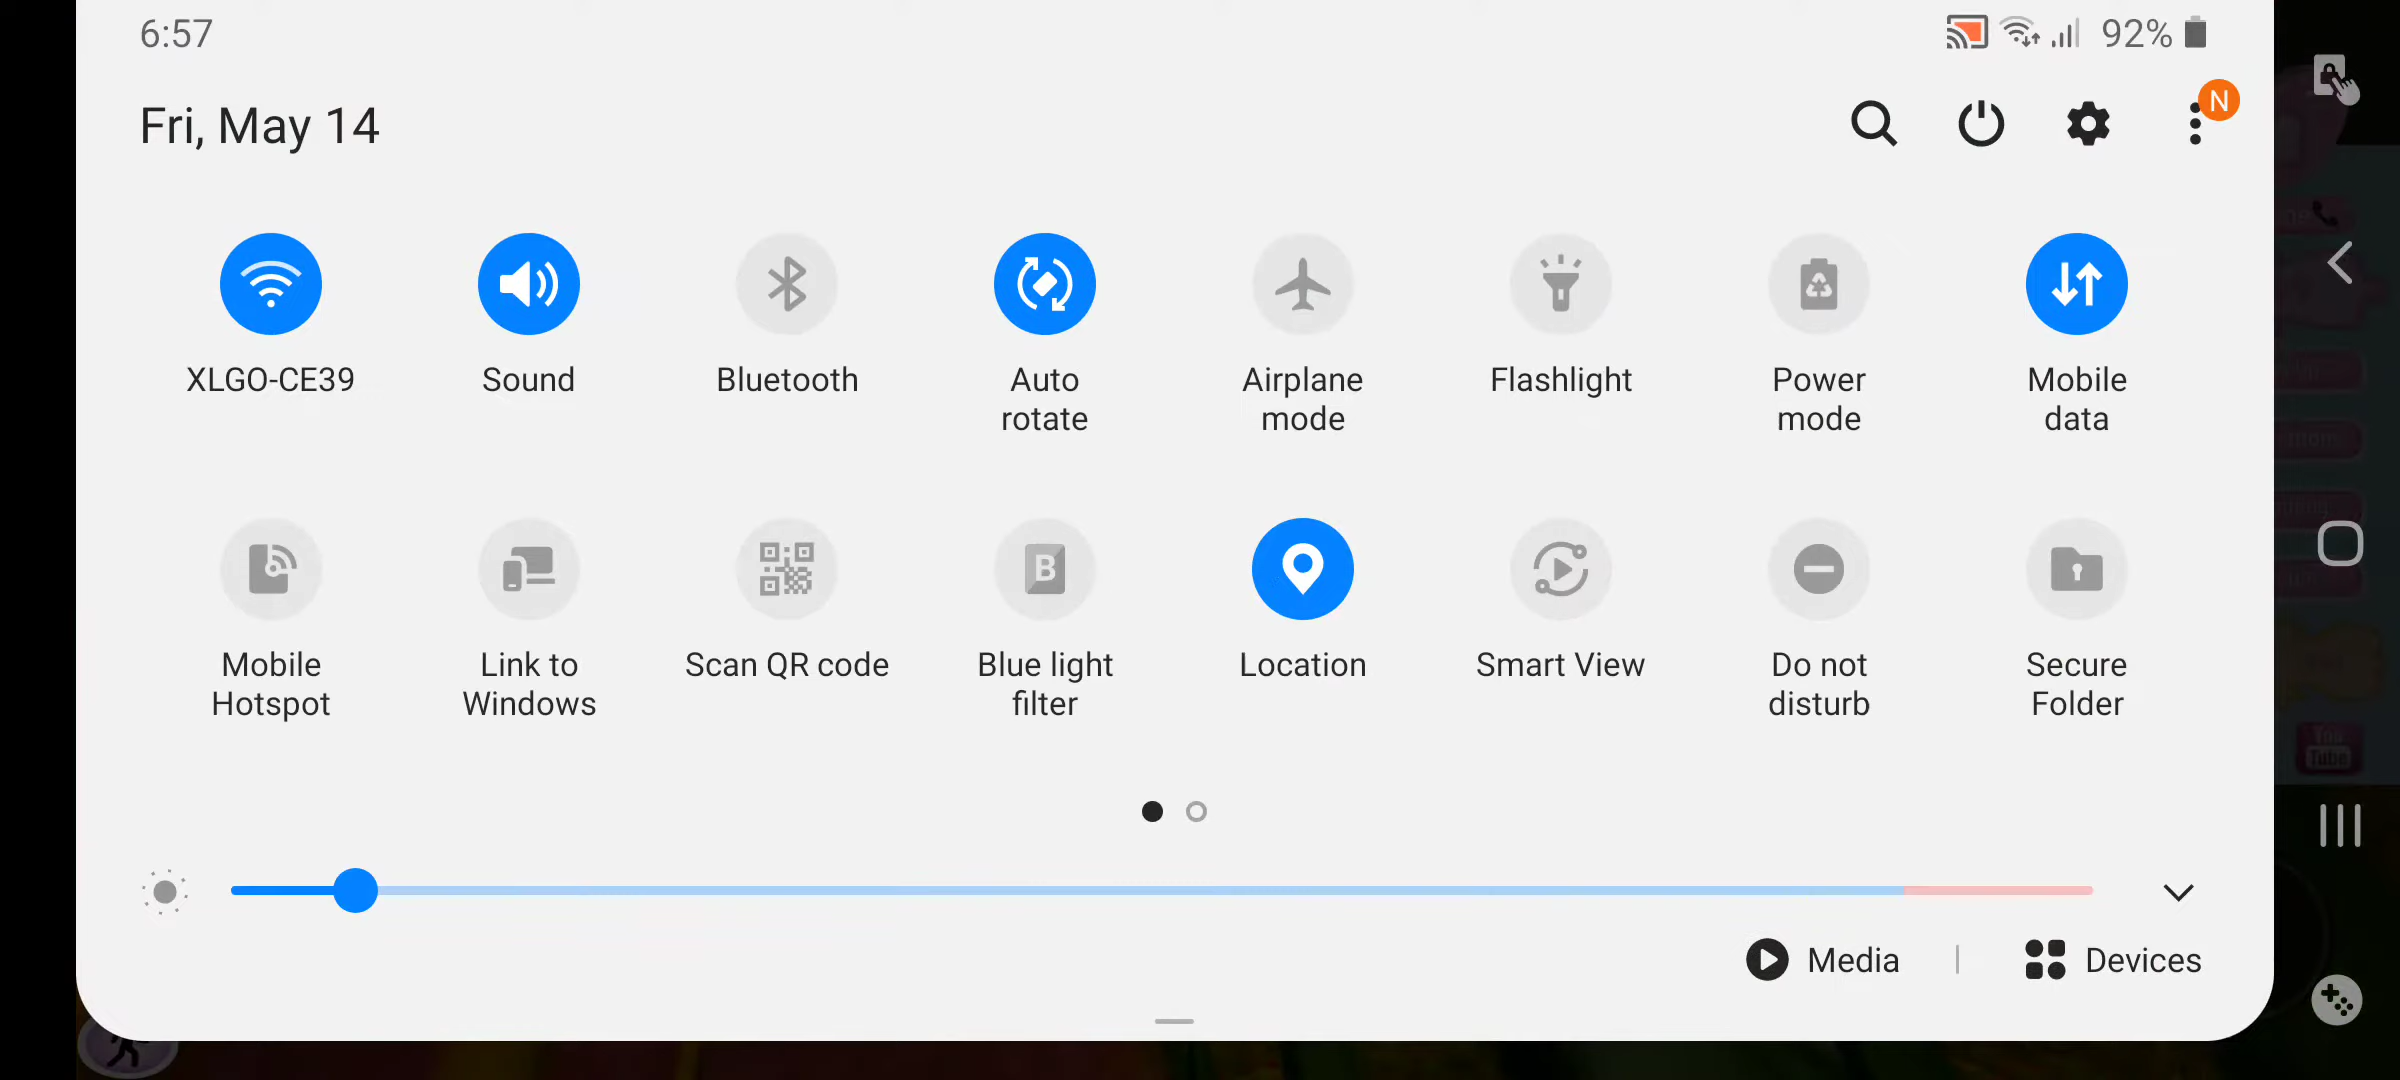 6:57
92%
Fri, May 14
N
XLGO-CE39
Sound
Bluetooth
Auto
rotate
Airplane
mode
Flashlight
Power
mode
Mobile
data
Mobile
Hotspot
Link to
Windows
Scan QR code
B
Blue light
filter
Location
Smart View
Do not
disturb
Secure
Folder
You
Tube
Media
Devices